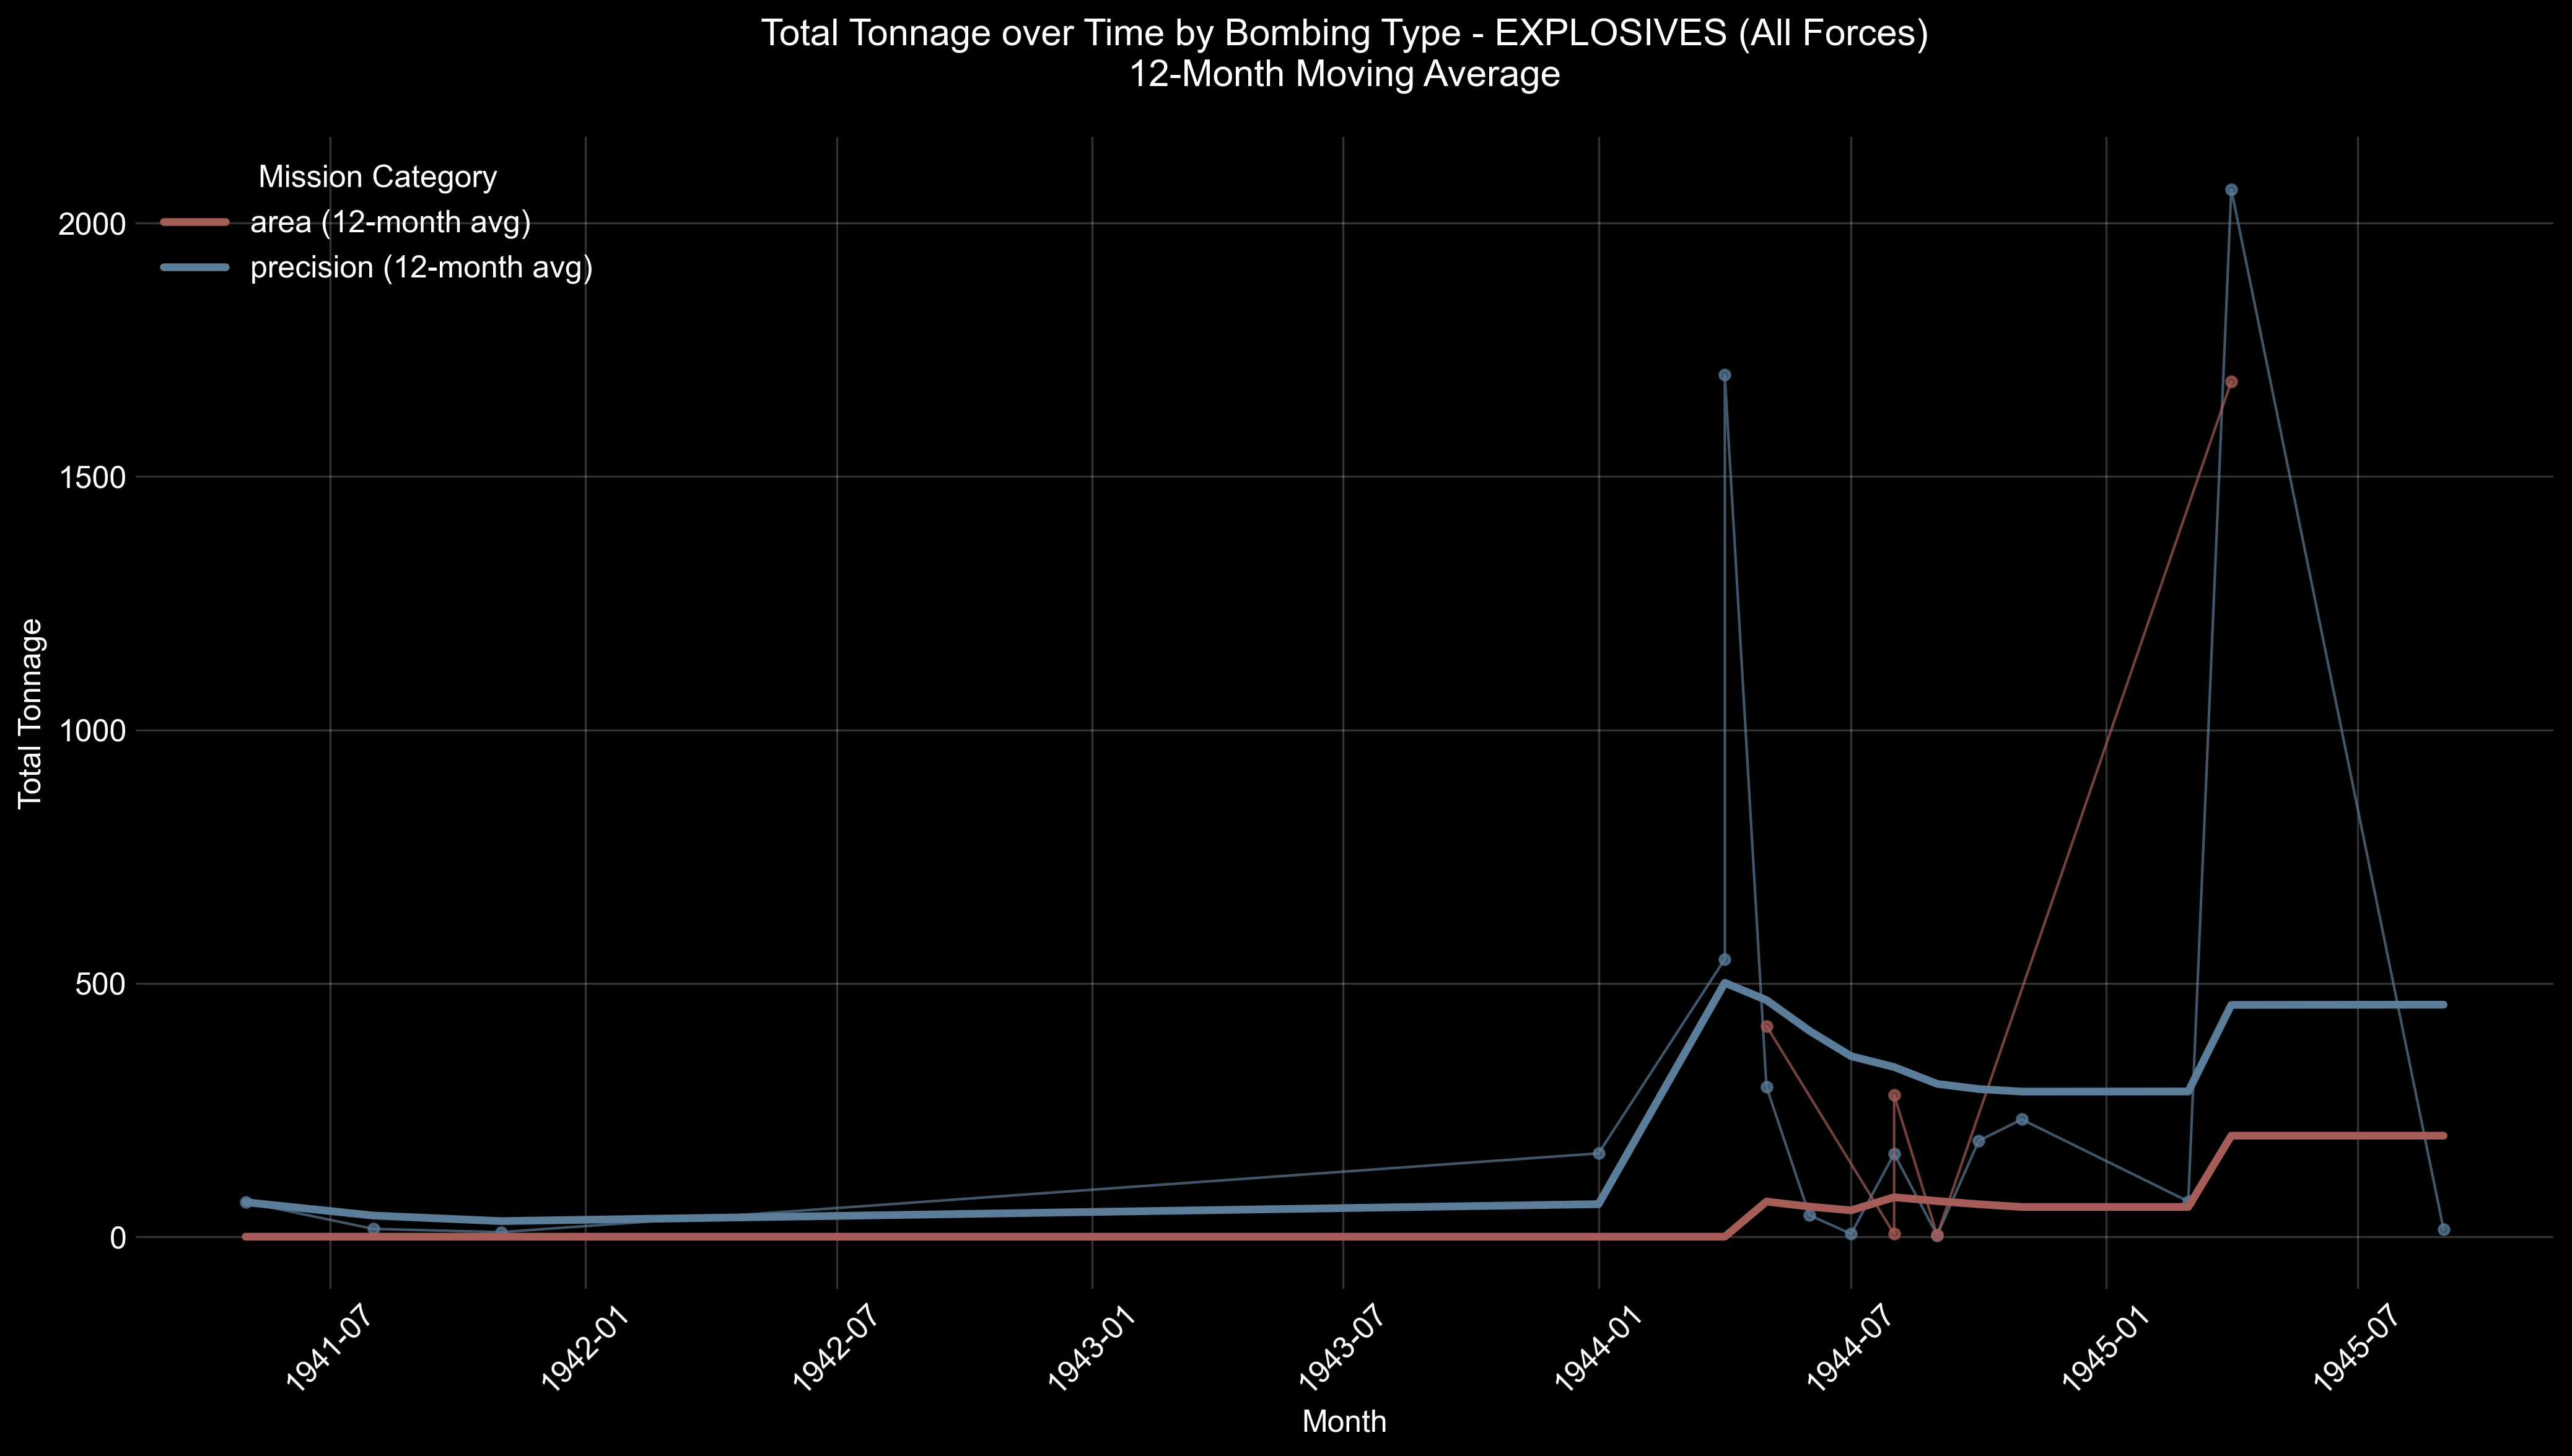 Total Tonnage over Time by Bombing Type - EXPLOSIVES (All Forces)
12-Month Moving Average
Mission Category
area (12-month avg)
precision (12-month avg)
Total Tonnage
2000
1500
1000
500
0
1941-07
1942-01
1942-07
1943-01
1943-07
1944-01
1944-07
1945-01
1945-07
Month